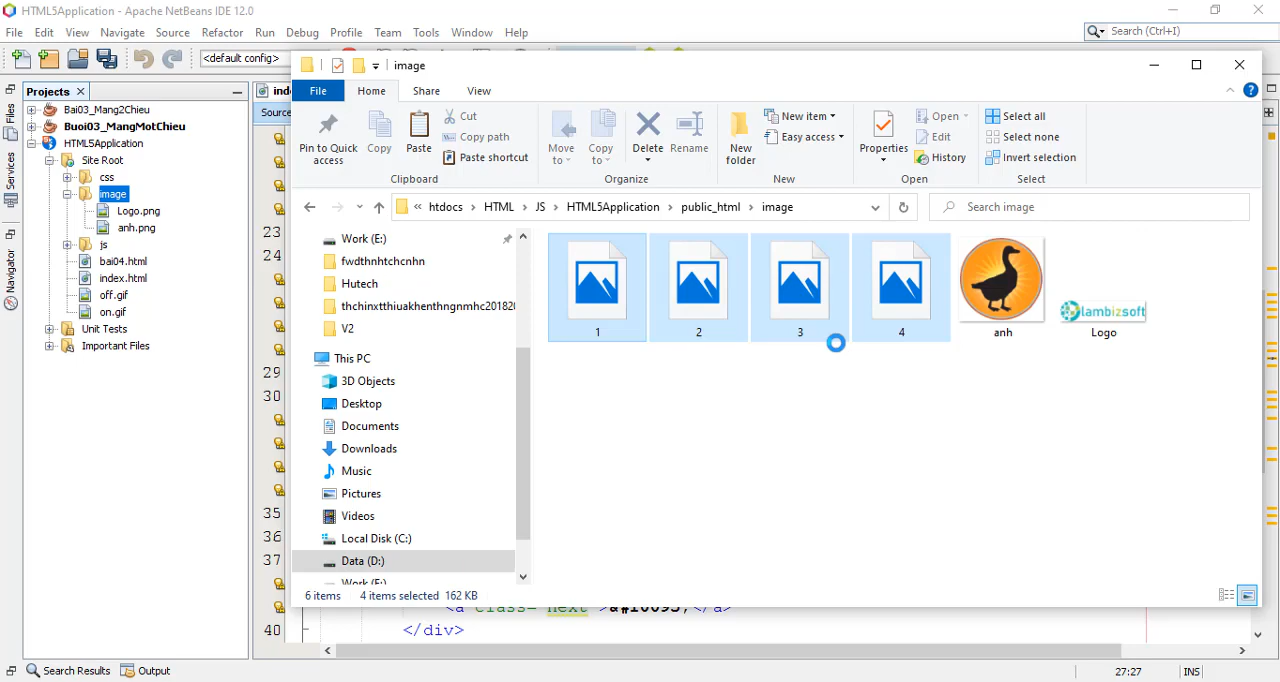 HTML5Application - Apache NetBeans IDE 12.0
File Edit View Navigate Source Refactor Run Debug Profile Team Tools Window Help
Search (Ctrl+I)
<default config>
Projects
Files
Services
Navigator
Bai03_Mang2Chieu
Buoi03_MangMotChieu
HTML5Application
Site Root
css
image
Logo.png
anh.png
js
bai04.html
index.html
off.gif
on.gif
Unit Tests
Important Files
Source
23
24
29
30
35
36
37
40
</div>
image
File Home Share View
Pin to Quick access
Copy
Paste
Cut
Copy path
Paste shortcut
Clipboard
Move to
Copy to
Delete
Rename
Organize
New folder
New item
Easy access
New
Properties
Open
Edit
History
Open
Select all
Select none
Invert selection
Select
« htdocs › HTML › JS › HTML5Application › public_html › image
Search image
Work (E:)
fwdthnhtchcnhn
Hutech
thchinxtthiuakhenthngnmhc20182
V2
This PC
3D Objects
Desktop
Documents
Downloads
Music
Pictures
Videos
Local Disk (C:)
Data (D:)
1
2
3
4
anh
lambizsoft
Logo
6 items 4 items selected 162 KB
Search Results
Output
27:27
INS